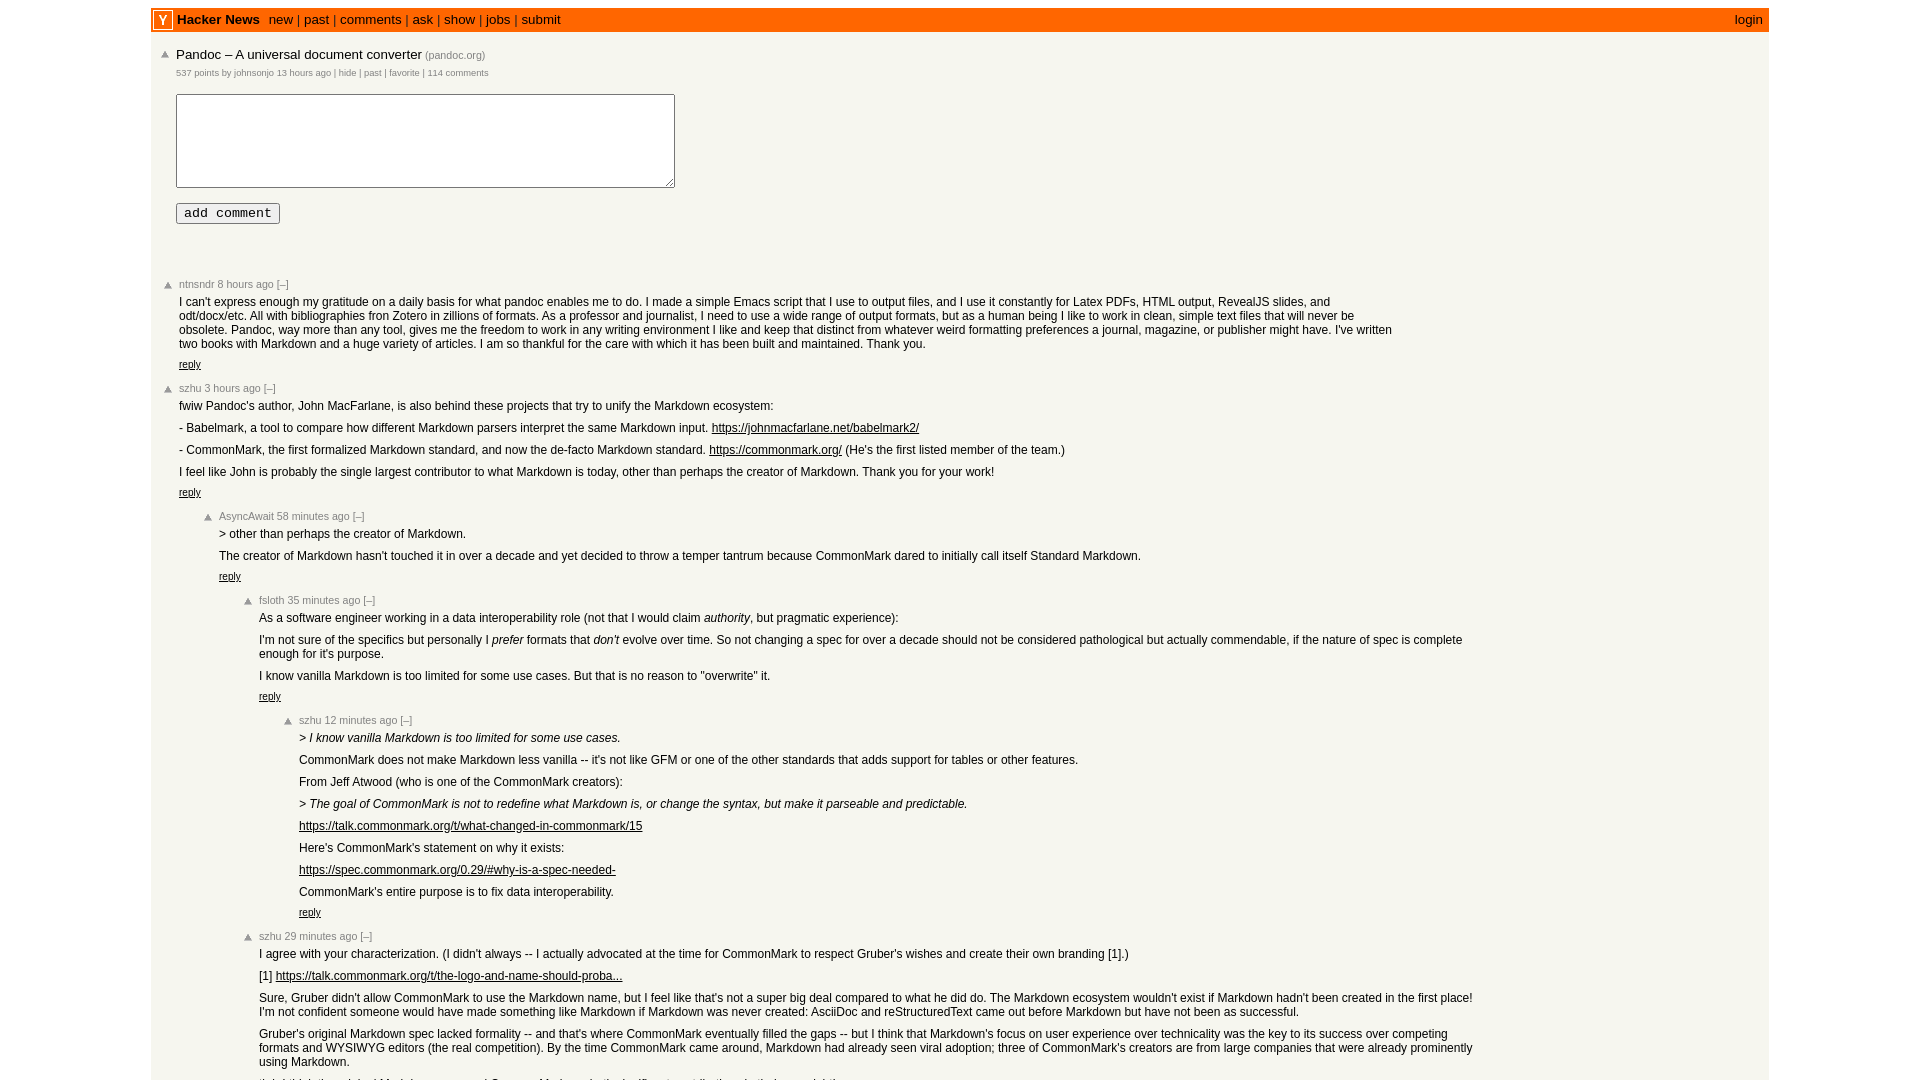 Y Hacker News new | past | comments | ask | show | jobs | submit login
Pandoc – A universal document converter (pandoc.org)
537 points by johnsonjo 13 hours ago | hide | past | favorite | 114 comments
add comment
ntnsndr 8 hours ago [–]
I can't express enough my gratitude on a daily basis for what pandoc enables me to do. I made a simple Emacs script that I use to output files, and I use it constantly for Latex PDFs, HTML output, RevealJS slides, and
odt/docx/etc. All with bibliographies fron Zotero in zillions of formats. As a professor and journalist, I need to use a wide range of output formats, but as a human being I like to work in clean, simple text files that will never be
obsolete. Pandoc, way more than any tool, gives me the freedom to work in any writing environment I like and keep that distinct from whatever weird formatting preferences a journal, magazine, or publisher might have. I've written
two books with Markdown and a huge variety of articles. I am so thankful for the care with which it has been built and maintained. Thank you.
reply
szhu 3 hours ago [–]
fwiw Pandoc's author, John MacFarlane, is also behind these projects that try to unify the Markdown ecosystem:
- Babelmark, a tool to compare how different Markdown parsers interpret the same Markdown input. https://johnmacfarlane.net/babelmark2/
- CommonMark, the first formalized Markdown standard, and now the de-facto Markdown standard. https://commonmark.org/ (He's the first listed member of the team.)
I feel like John is probably the single largest contributor to what Markdown is today, other than perhaps the creator of Markdown. Thank you for your work!
reply
AsyncAwait 58 minutes ago [–]
> other than perhaps the creator of Markdown.
The creator of Markdown hasn't touched it in over a decade and yet decided to throw a temper tantrum because CommonMark dared to initially call itself Standard Markdown.
reply
fsloth 35 minutes ago [–]
As a software engineer working in a data interoperability role (not that I would claim authority, but pragmatic experience):
I'm not sure of the specifics but personally I prefer formats that don't evolve over time. So not changing a spec for over a decade should not be considered pathological but actually commendable, if the nature of spec is complete
enough for it's purpose.
I know vanilla Markdown is too limited for some use cases. But that is no reason to "overwrite" it.
reply
szhu 12 minutes ago [–]
> I know vanilla Markdown is too limited for some use cases.
CommonMark does not make Markdown less vanilla -- it's not like GFM or one of the other standards that adds support for tables or other features.
From Jeff Atwood (who is one of the CommonMark creators):
> The goal of CommonMark is not to redefine what Markdown is, or change the syntax, but make it parseable and predictable.
https://talk.commonmark.org/t/what-changed-in-commonmark/15
Here's CommonMark's statement on why it exists:
https://spec.commonmark.org/0.29/#why-is-a-spec-needed-
CommonMark's entire purpose is to fix data interoperability.
reply
szhu 29 minutes ago [–]
I agree with your characterization. (I didn't always -- I actually advocated at the time for CommonMark to respect Gruber's wishes and create their own branding [1].)
[1] https://talk.commonmark.org/t/the-logo-and-name-should-proba...
Sure, Gruber didn't allow CommonMark to use the Markdown name, but I feel like that's not a super big deal compared to what he did do. The Markdown ecosystem wouldn't exist if Markdown hadn't been created in the first place!
I'm not confident someone would have made something like Markdown if Markdown was never created: AsciiDoc and reStructuredText came out before Markdown but have not been as successful.
Gruber's original Markdown spec lacked formality -- and that's where CommonMark eventually filled the gaps -- but I think that Markdown's focus on user experience over technicality was the key to its success over competing
formats and WYSIWYG editors (the real competition). By the time CommonMark came around, Markdown had already seen viral adoption; three of CommonMark's creators are from large companies that were already prominently
using Markdown.